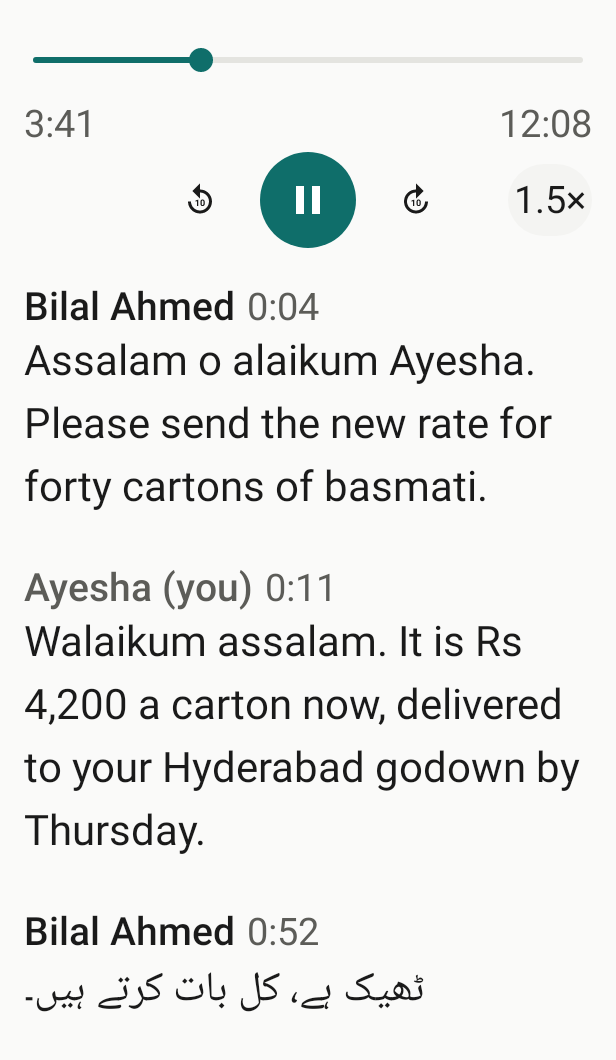 3:41 12:08
10 10 1.5×
Bilal Ahmed 0:04
Assalam o alaikum Ayesha.
Please send the new rate for
forty cartons of basmati.
Ayesha (you) 0:11
Walaikum assalam. It is Rs
4,200 a carton now, delivered
to your Hyderabad godown by
Thursday.
Bilal Ahmed 0:52
ٹھیک ہے، کل بات کرتے ہیں۔